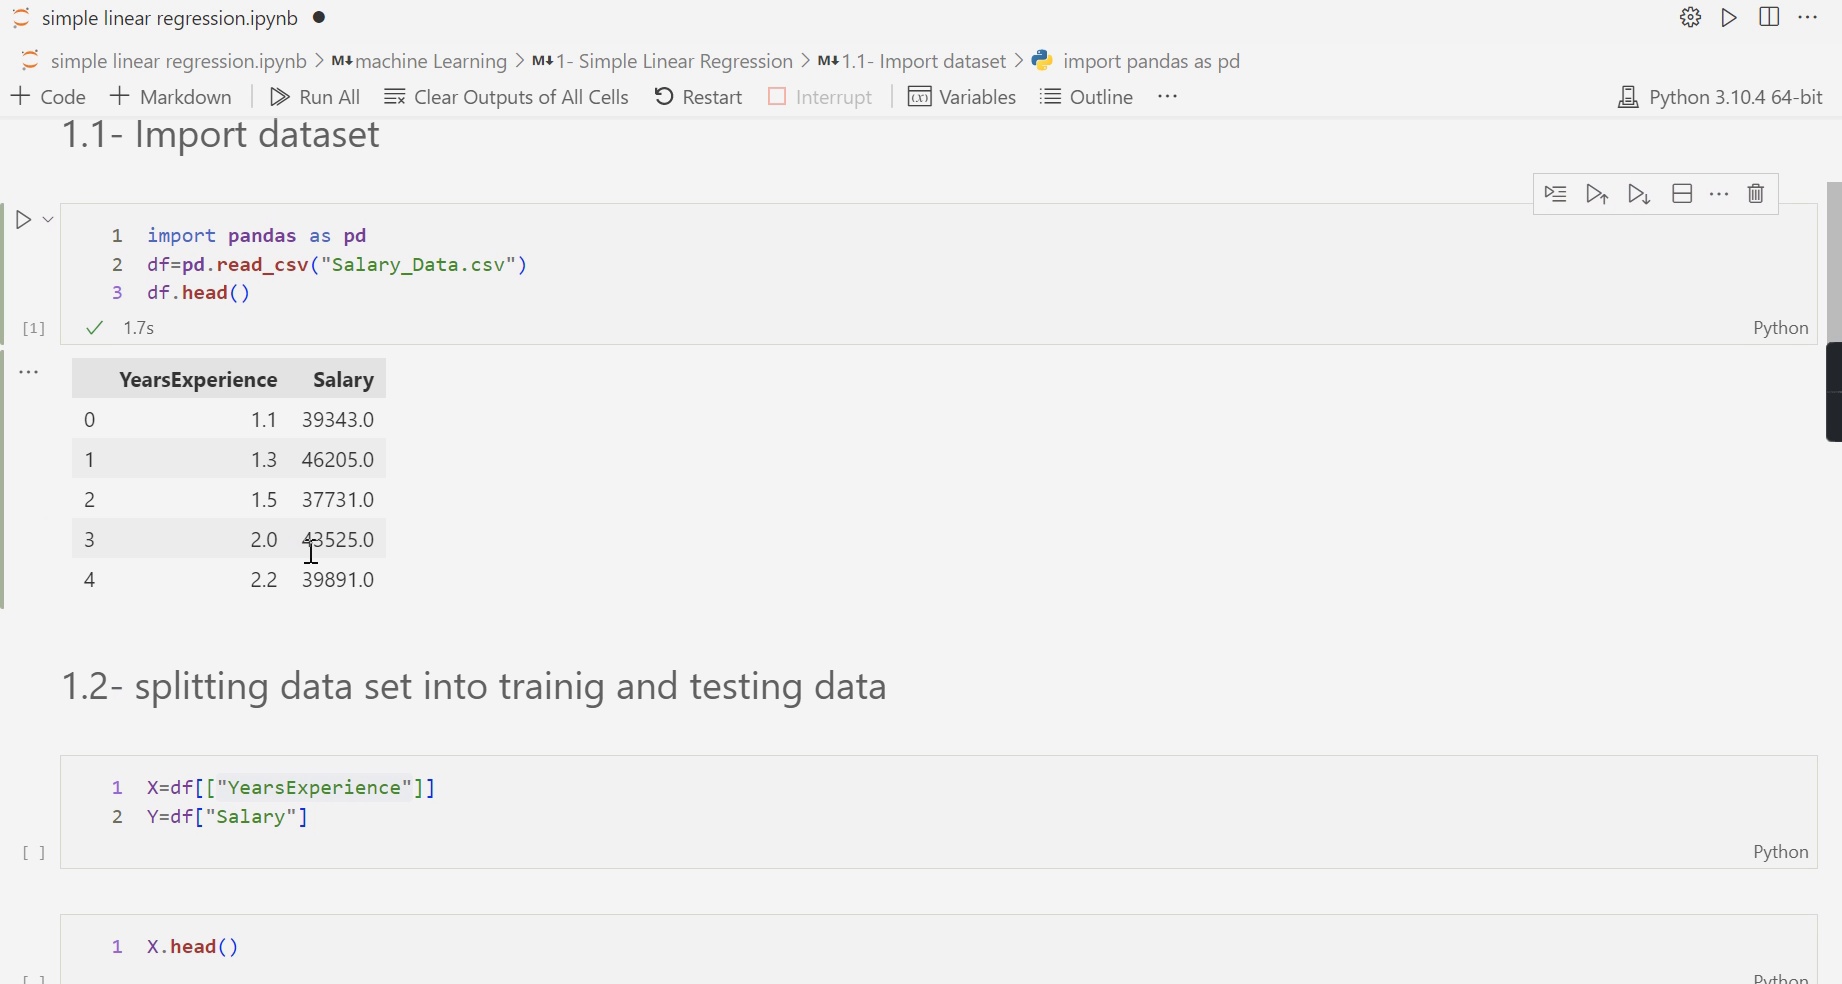 simple linear regression.ipynb
simple linear regression.ipynb > M↓ machine Learning > M↓ 1- Simple Linear Regression > M↓ 1.1- Import dataset > import pandas as pd
+ Code + Markdown Run All Clear Outputs of All Cells Restart Interrupt (x) Variables Outline ... Python 3.10.4 64-bit
1.1- Import dataset
1 import pandas as pd
2 df=pd.read_csv("Salary_Data.csv")
3 df.head()
[1] ✓ 1.7s Python
YearsExperience Salary
0 1.1 39343.0
1 1.3 46205.0
2 1.5 37731.0
3 2.0 43525.0
4 2.2 39891.0
1.2- splitting data set into trainig and testing data
1 X=df[["YearsExperience"]]
2 Y=df["Salary"]
[ ] Python
1 X.head()
[ ] Python